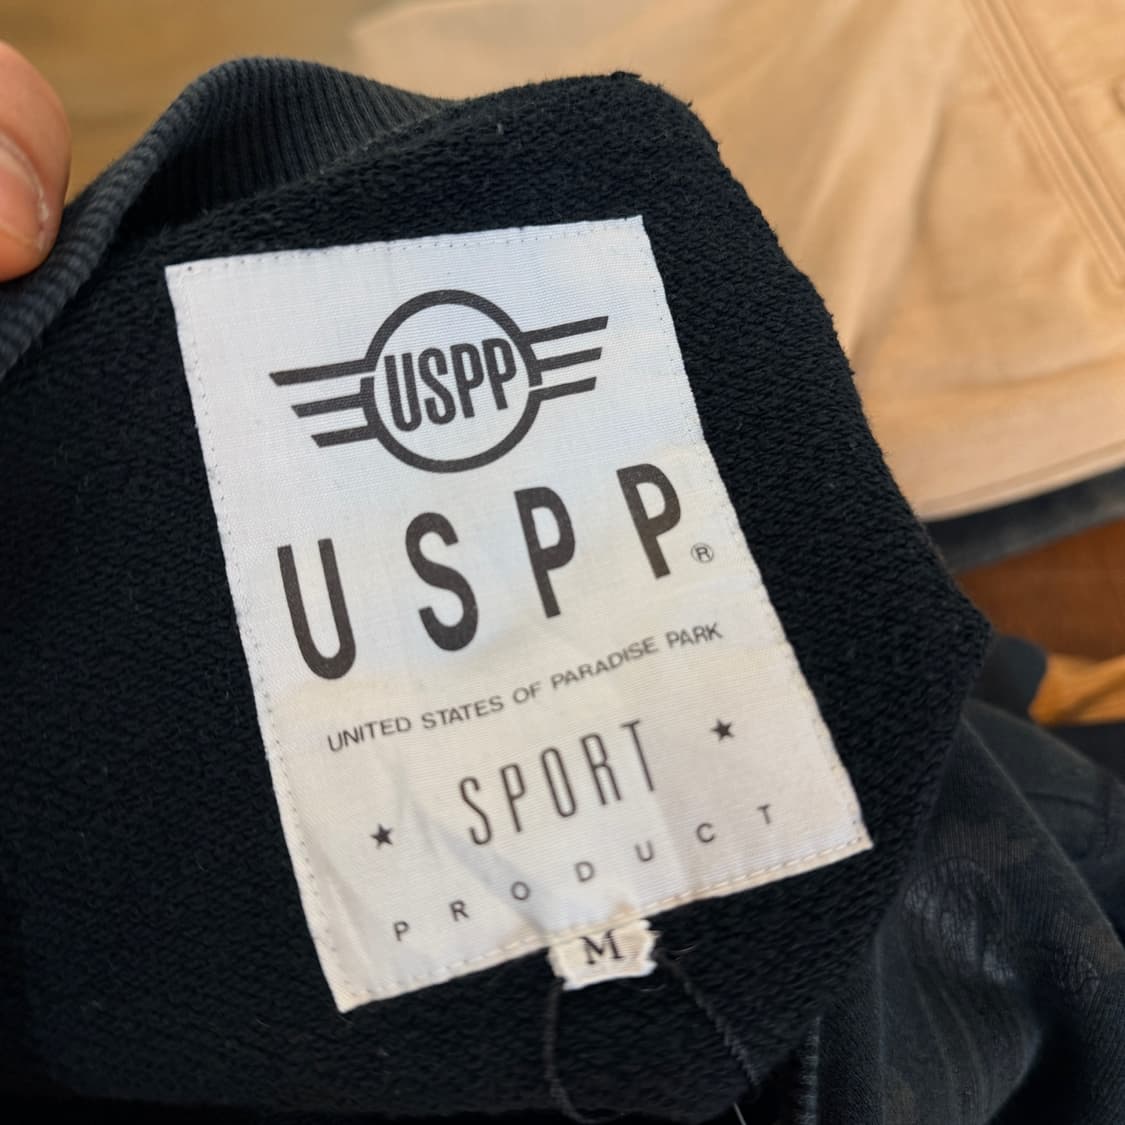 USPP
USPP®
UNITED STATES OF PARADISE PARK
★ SPORT ★
PRODUCT
M